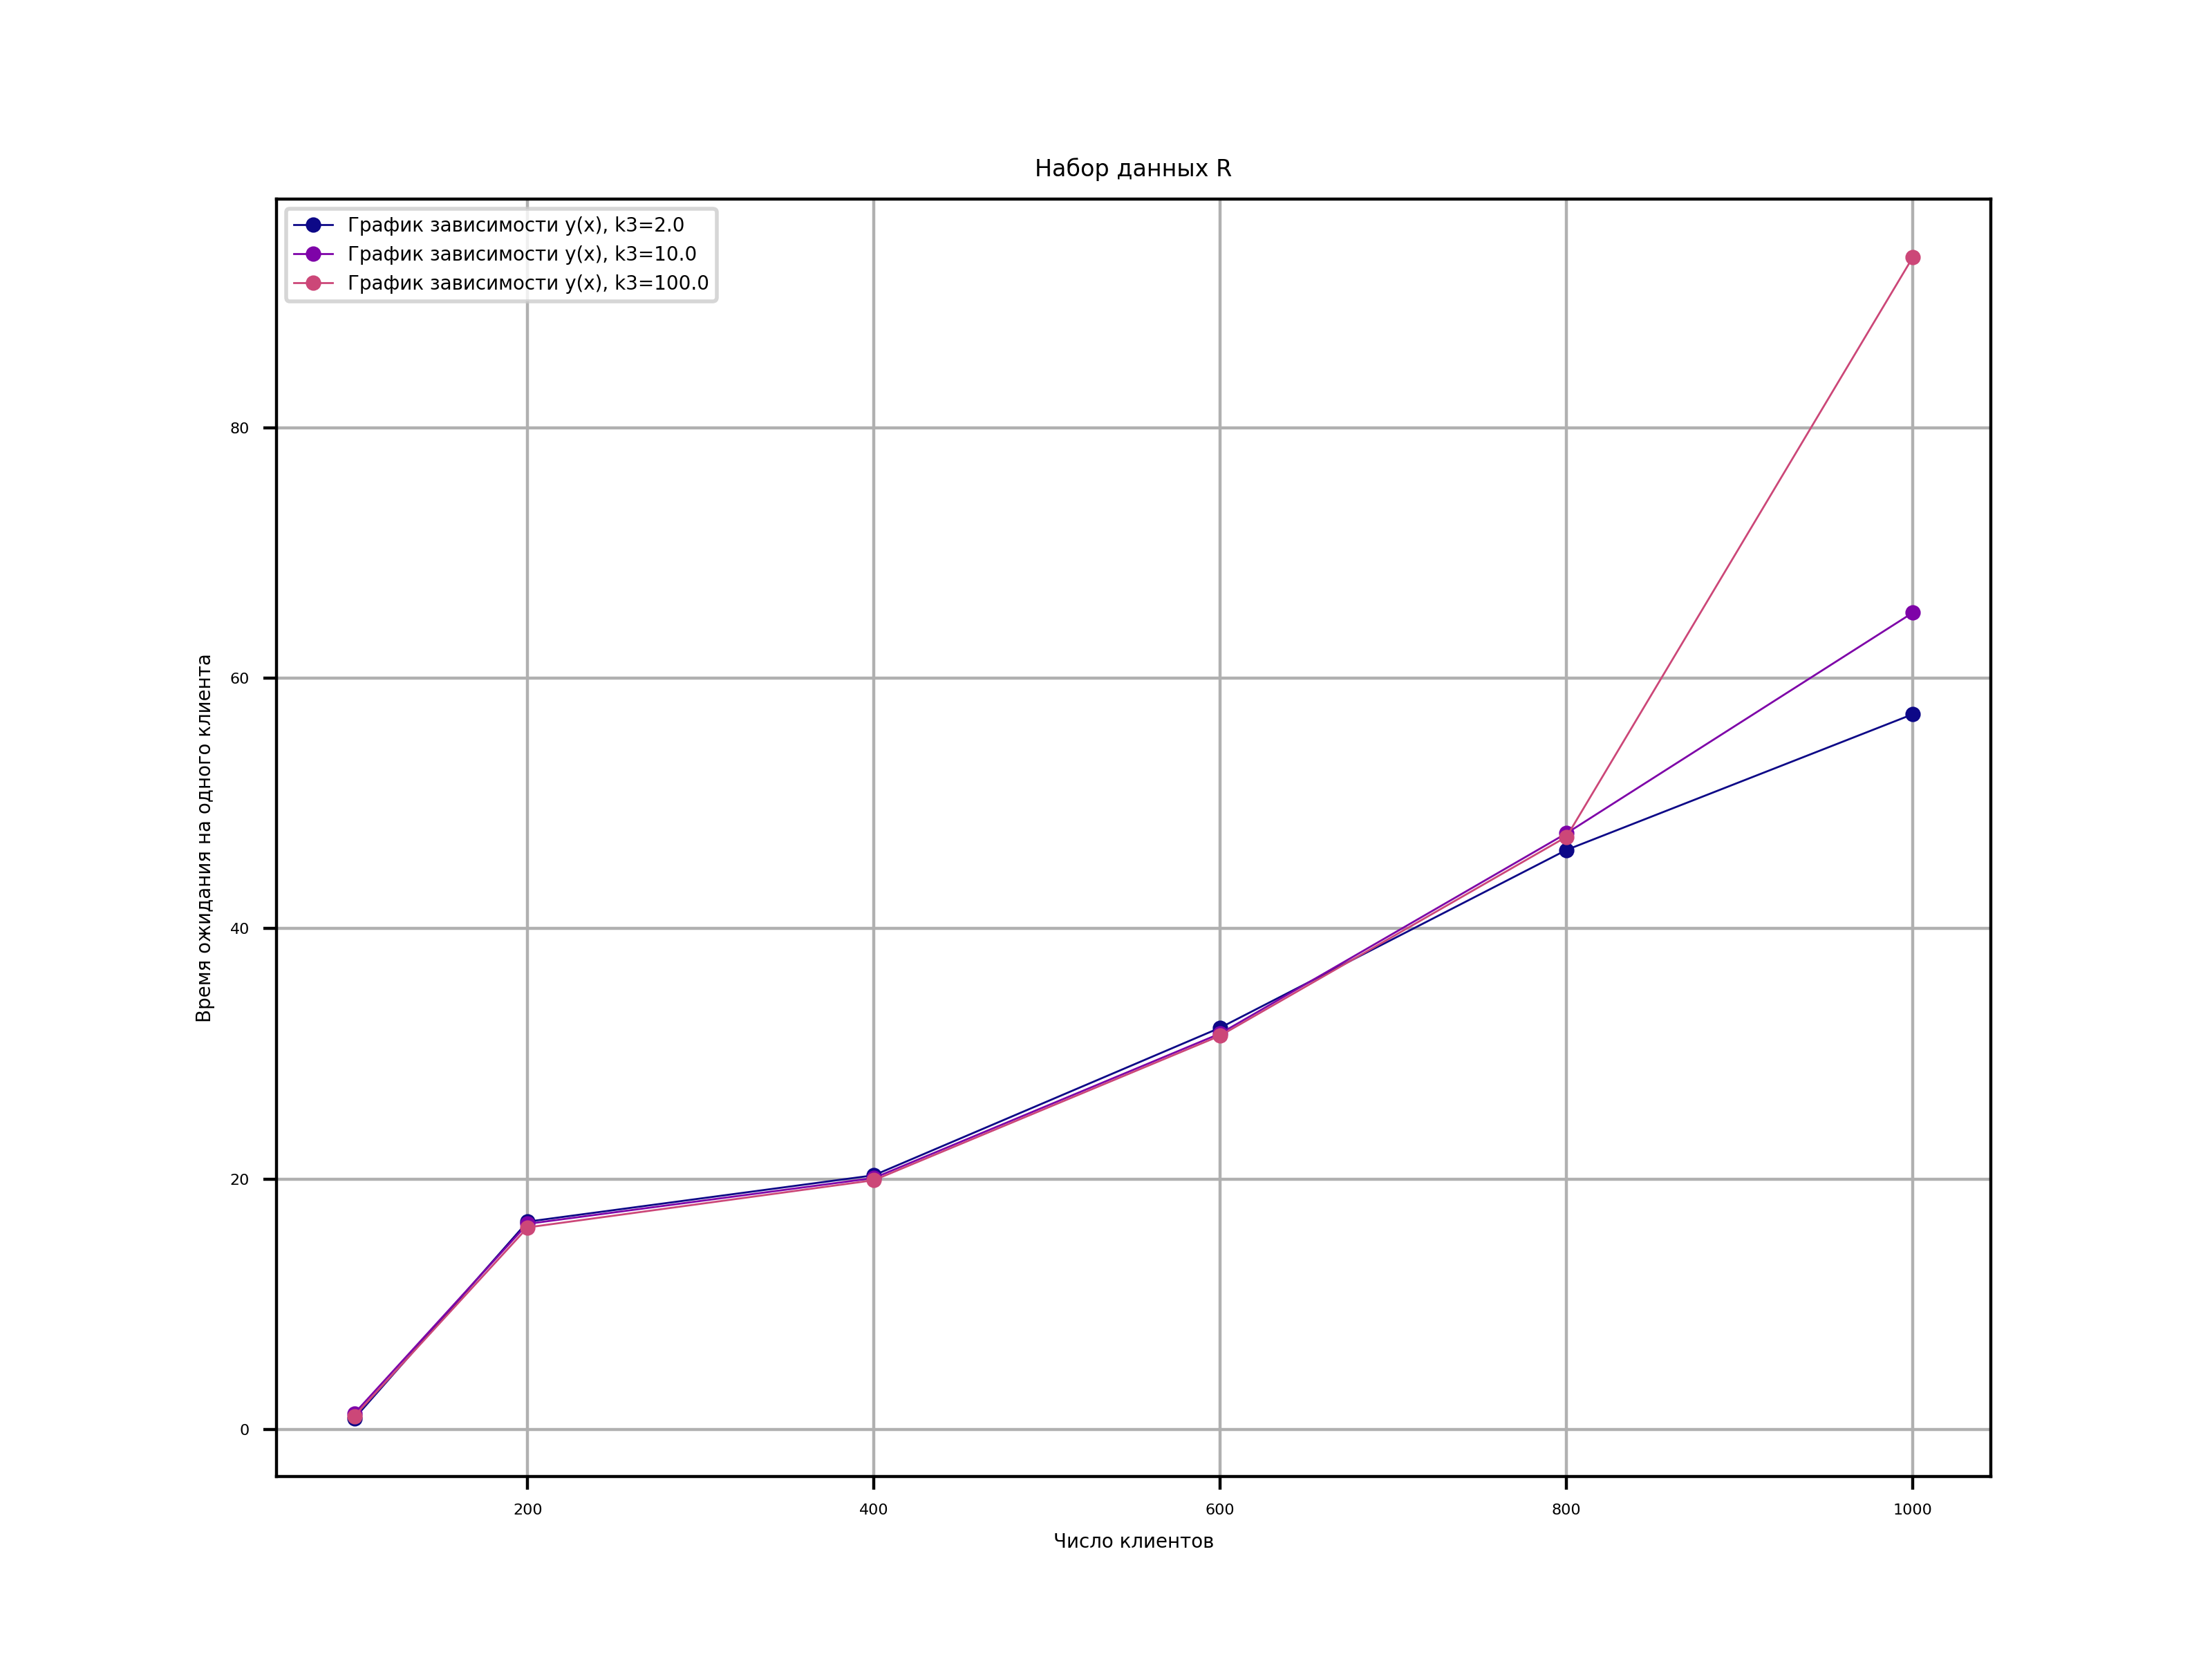 Набор данных R
График зависимости y(x), k3=2.0
График зависимости y(x), k3=10.0
График зависимости y(x), k3=100.0
Время ожидания на одного клиента
80
60
40
20
0
200 400 600 800 1000
Число клиентов